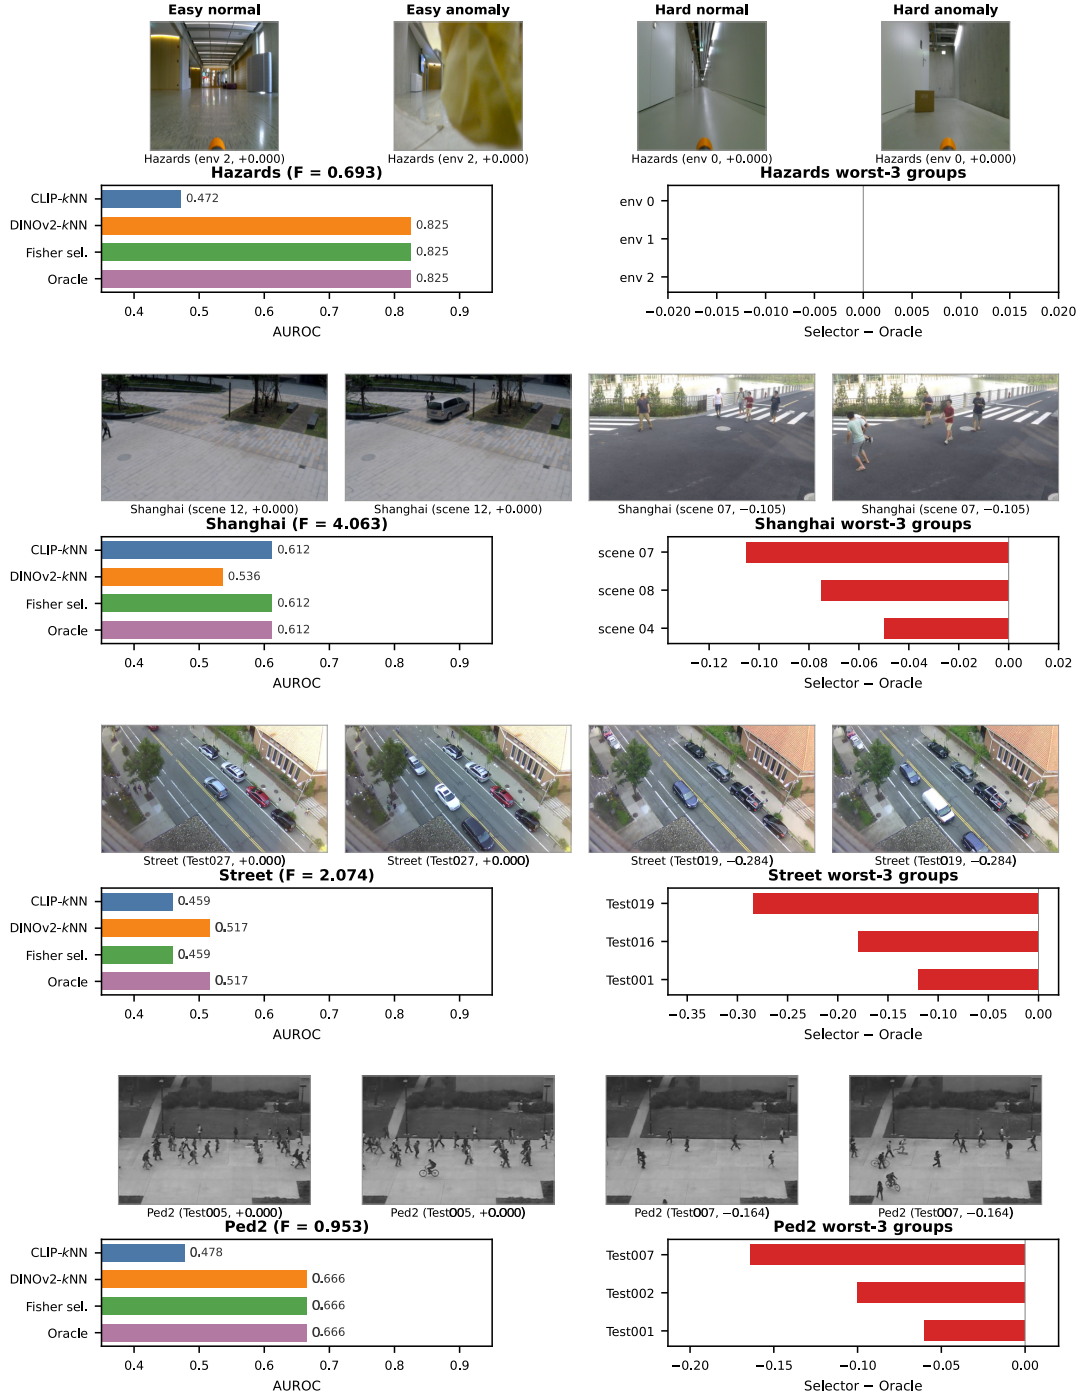 Easy normal
Easy anomaly
Hard normal
Hard anomaly
Hazards (env 2, +0.000)
Hazards (env 2, +0.000)
Hazards (env 0, +0.000)
Hazards (env 0, +0.000)
Hazards (F = 0.693)
CLIP-kNN
DINOv2-kNN
Fisher sel.
Oracle
0.472
0.825
0.825
0.825
0.4 0.5 0.6 0.7 0.8 0.9
AUROC
Hazards worst-3 groups
env 0
env 1
env 2
−0.020 −0.015 −0.010 −0.005 0.000 0.005 0.010 0.015 0.020
Selector − Oracle
Shanghai (scene 12, +0.000)
Shanghai (scene 12, +0.000)
Shanghai (scene 07, −0.105)
Shanghai (scene 07, −0.105)
Shanghai (F = 4.063)
CLIP-kNN
DINOv2-kNN
Fisher sel.
Oracle
0.612
0.536
0.612
0.612
0.4 0.5 0.6 0.7 0.8 0.9
AUROC
Shanghai worst-3 groups
scene 07
scene 08
scene 04
−0.12 −0.10 −0.08 −0.06 −0.04 −0.02 0.00 0.02
Selector − Oracle
Street (Test027, +0.000)
Street (Test027, +0.000)
Street (Test019, −0.284)
Street (Test019, −0.284)
Street (F = 2.074)
CLIP-kNN
DINOv2-kNN
Fisher sel.
Oracle
0.459
0.517
0.459
0.517
0.4 0.5 0.6 0.7 0.8 0.9
AUROC
Street worst-3 groups
Test019
Test016
Test001
−0.35 −0.30 −0.25 −0.20 −0.15 −0.10 −0.05 0.00
Selector − Oracle
Ped2 (Test005, +0.000)
Ped2 (Test005, +0.000)
Ped2 (Test007, −0.164)
Ped2 (Test007, −0.164)
Ped2 (F = 0.953)
CLIP-kNN
DINOv2-kNN
Fisher sel.
Oracle
0.478
0.666
0.666
0.666
0.4 0.5 0.6 0.7 0.8 0.9
AUROC
Ped2 worst-3 groups
Test007
Test002
Test001
−0.20 −0.15 −0.10 −0.05 0.00
Selector − Oracle